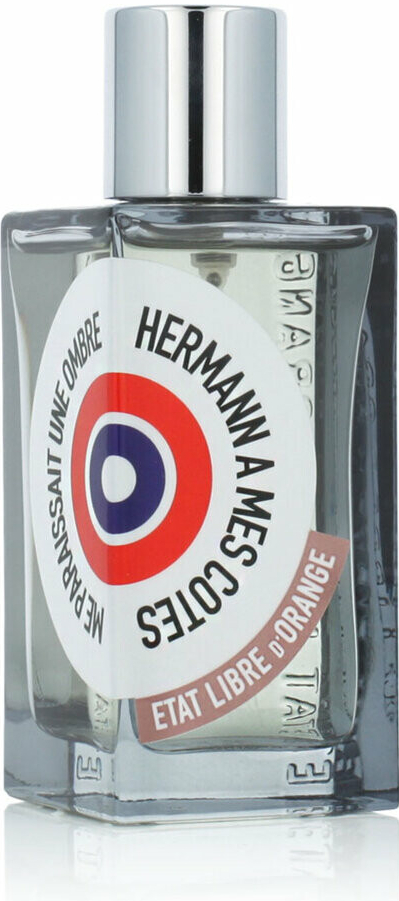 HERMANN A MES COTES
ME PARAISSAIT UNE OMBRE
ETAT LIBRE D'ORANGE